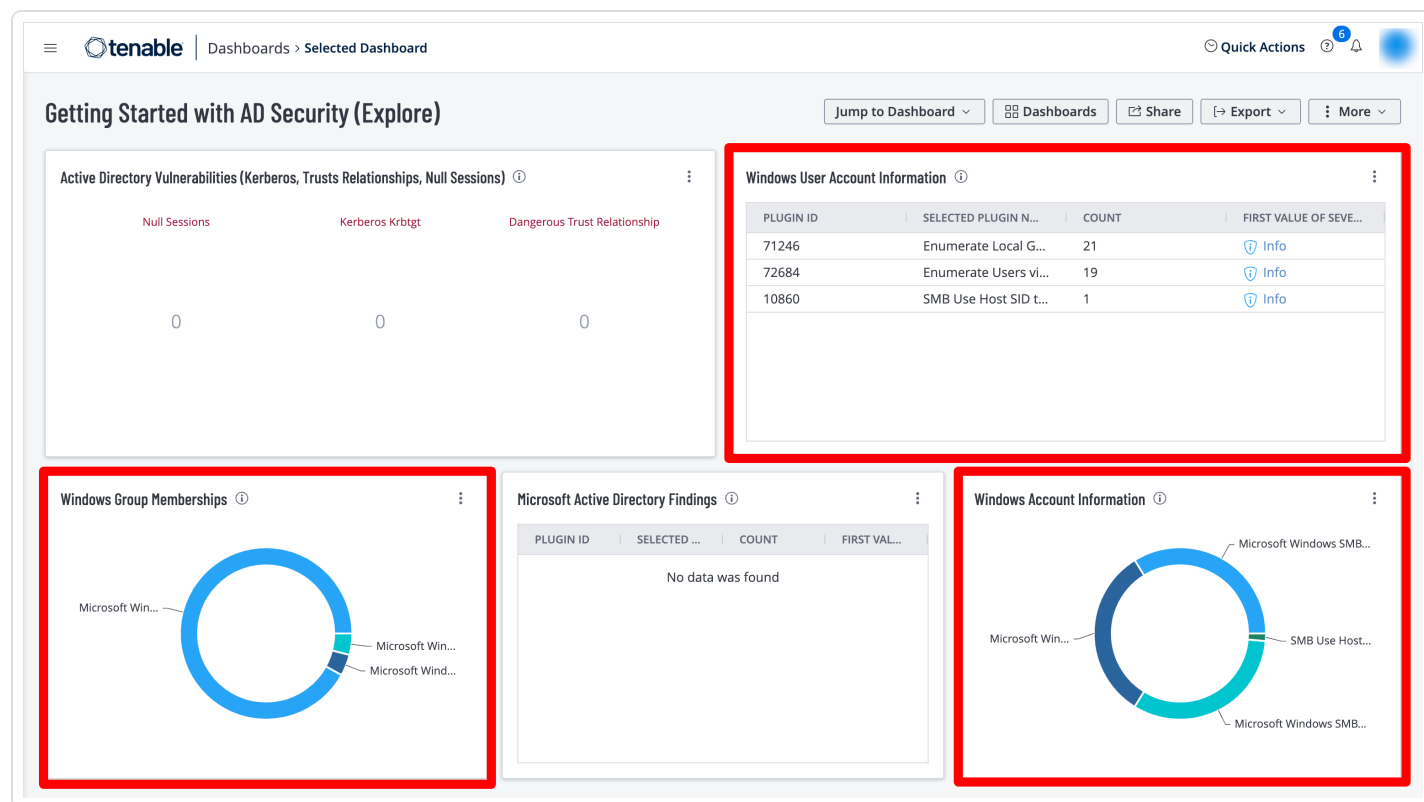 tenable Dashboards > Selected Dashboard Quick Actions 6
Getting Started with AD Security (Explore) Jump to Dashboard Dashboards Share Export More
Active Directory Vulnerabilities (Kerberos, Trusts Relationships, Null Sessions)
Null Sessions Kerberos Krbtgt Dangerous Trust Relationship
0 0 0
Windows User Account Information
PLUGIN ID SELECTED PLUGIN N... COUNT FIRST VALUE OF SEVE...
71246 Enumerate Local G... 21 Info
72684 Enumerate Users vi... 19 Info
10860 SMB Use Host SID t... 1 Info
Windows Group Memberships
Microsoft Win...
Microsoft Win...
Microsoft Wind...
Microsoft Active Directory Findings
PLUGIN ID SELECTED ... COUNT FIRST VAL...
No data was found
Windows Account Information
Microsoft Windows SMB...
Microsoft Win...
SMB Use Host...
Microsoft Windows SMB...